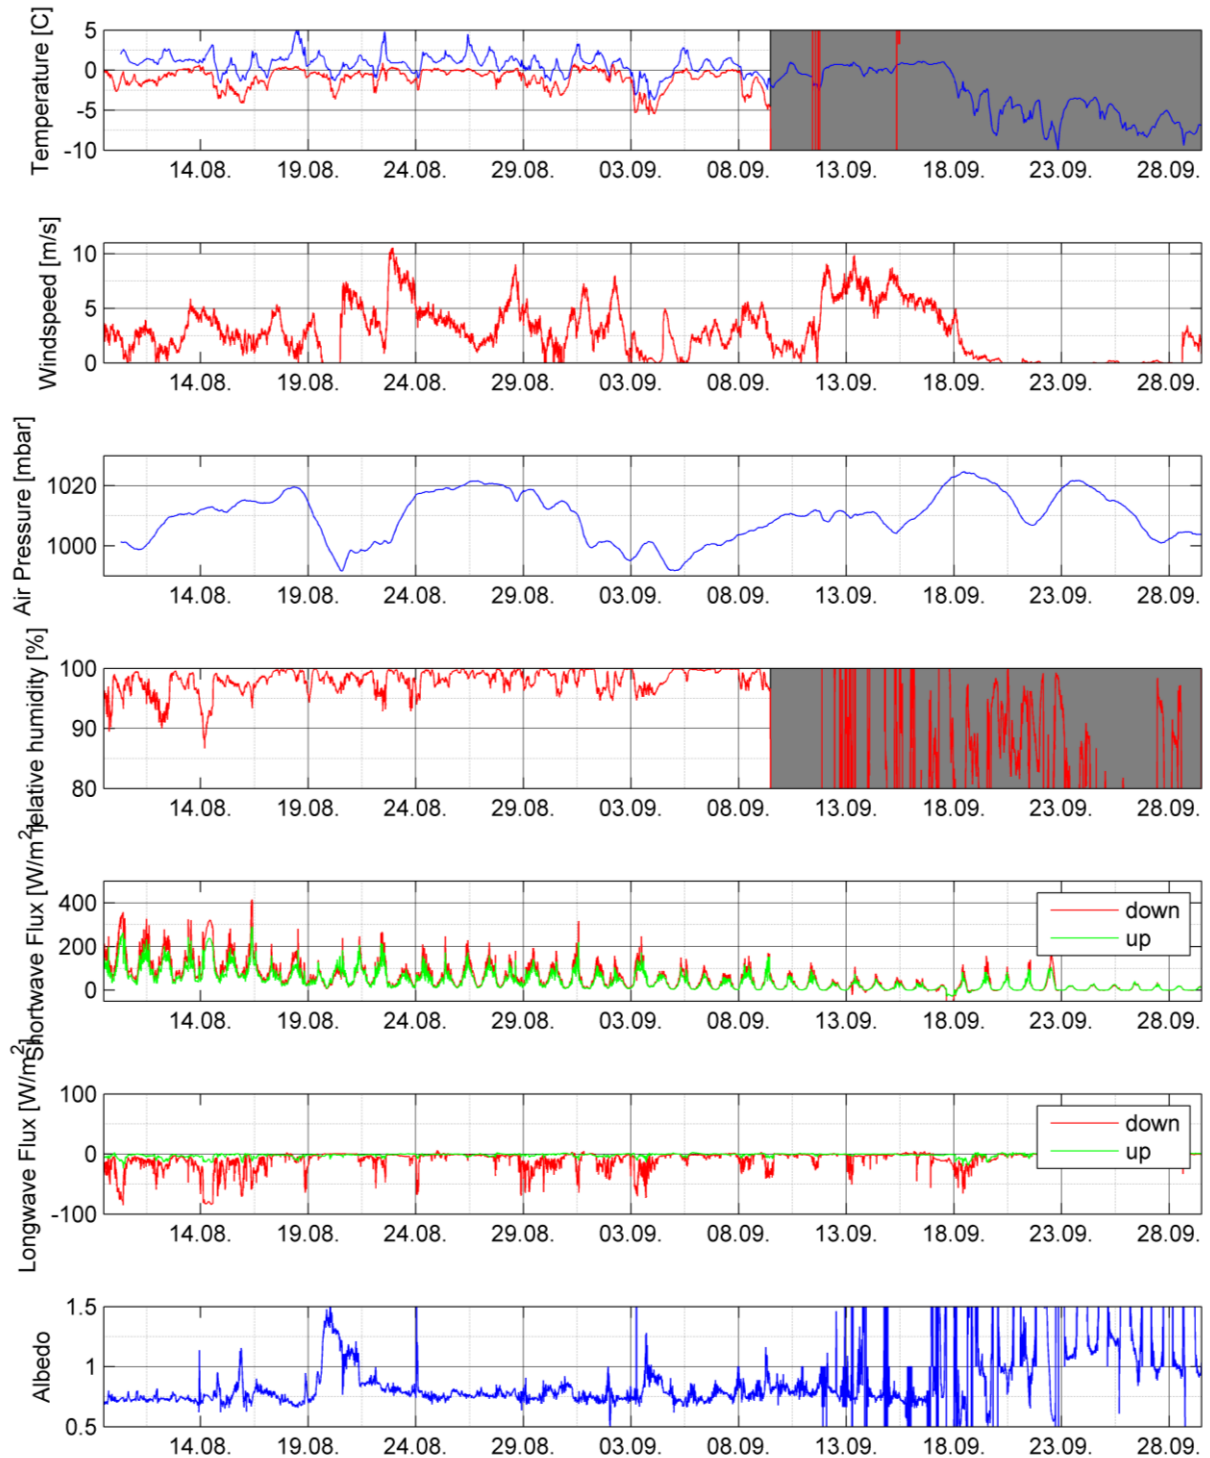 Temperature [C]
5
0
-5
-10
14.08. 19.08. 24.08. 29.08. 03.09. 08.09. 13.09. 18.09. 23.09. 28.09.
Windspeed [m/s]
10
5
0
14.08. 19.08. 24.08. 29.08. 03.09. 08.09. 13.09. 18.09. 23.09. 28.09.
Air Pressure [mbar]
1020
1000
14.08. 19.08. 24.08. 29.08. 03.09. 08.09. 13.09. 18.09. 23.09. 28.09.
relative humidity [%]
100
90
80
14.08. 19.08. 24.08. 29.08. 03.09. 08.09. 13.09. 18.09. 23.09. 28.09.
Shortwave Flux [W/m²]
400
200
0
down
up
14.08. 19.08. 24.08. 29.08. 03.09. 08.09. 13.09. 18.09. 23.09. 28.09.
Longwave Flux [W/m²]
100
0
-100
down
up
14.08. 19.08. 24.08. 29.08. 03.09. 08.09. 13.09. 18.09. 23.09. 28.09.
Albedo
1.5
1
0.5
14.08. 19.08. 24.08. 29.08. 03.09. 08.09. 13.09. 18.09. 23.09. 28.09.